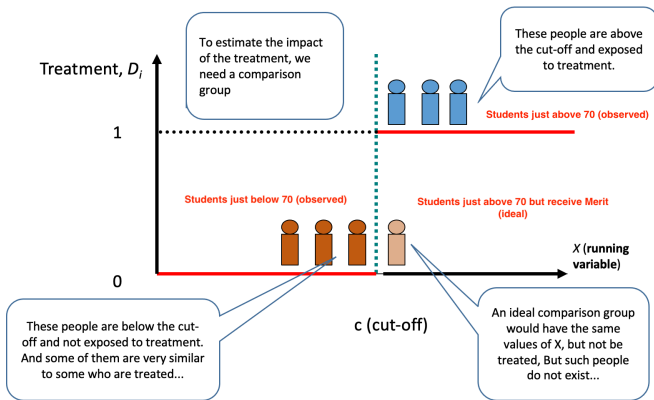 To estimate the impact
of the treatment, we
need a comparison
group
These people are above
the cut-off and exposed
to treatment.
Treatment, Di
Students just above 70 (observed)
1
Students just below 70 (observed)
Students just above 70 but receive Merit
(ideal)
X (running
variable)
0
c (cut-off)
These people are below the cut-
off and not exposed to treatment.
And some of them are very similar
to some who are treated...
An ideal comparison group
would have the same
values of X, but not be
treated, But such people
do not exist...